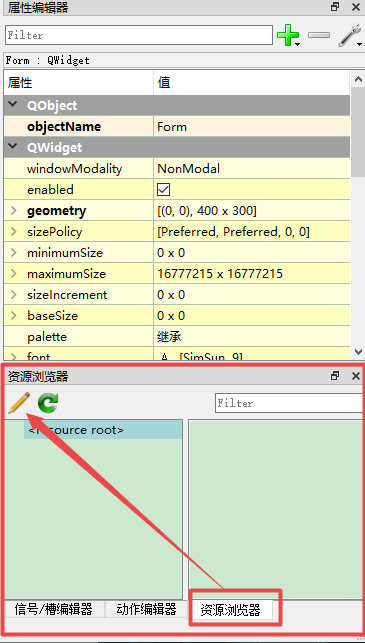 属性编辑器
Filter
Form : QWidget
属性 值
QObject
objectName Form
QWidget
windowModality NonModal
enabled
geometry [(0, 0), 400 x 300]
sizePolicy [Preferred, Preferred, 0, 0]
minimumSize 0 x 0
maximumSize 16777215 x 16777215
sizeIncrement 0 x 0
baseSize 0 x 0
palette 继承
font A [SimSun, 9]
资源浏览器
Filter
<resource root>
信号/槽编辑器 动作编辑器 资源浏览器